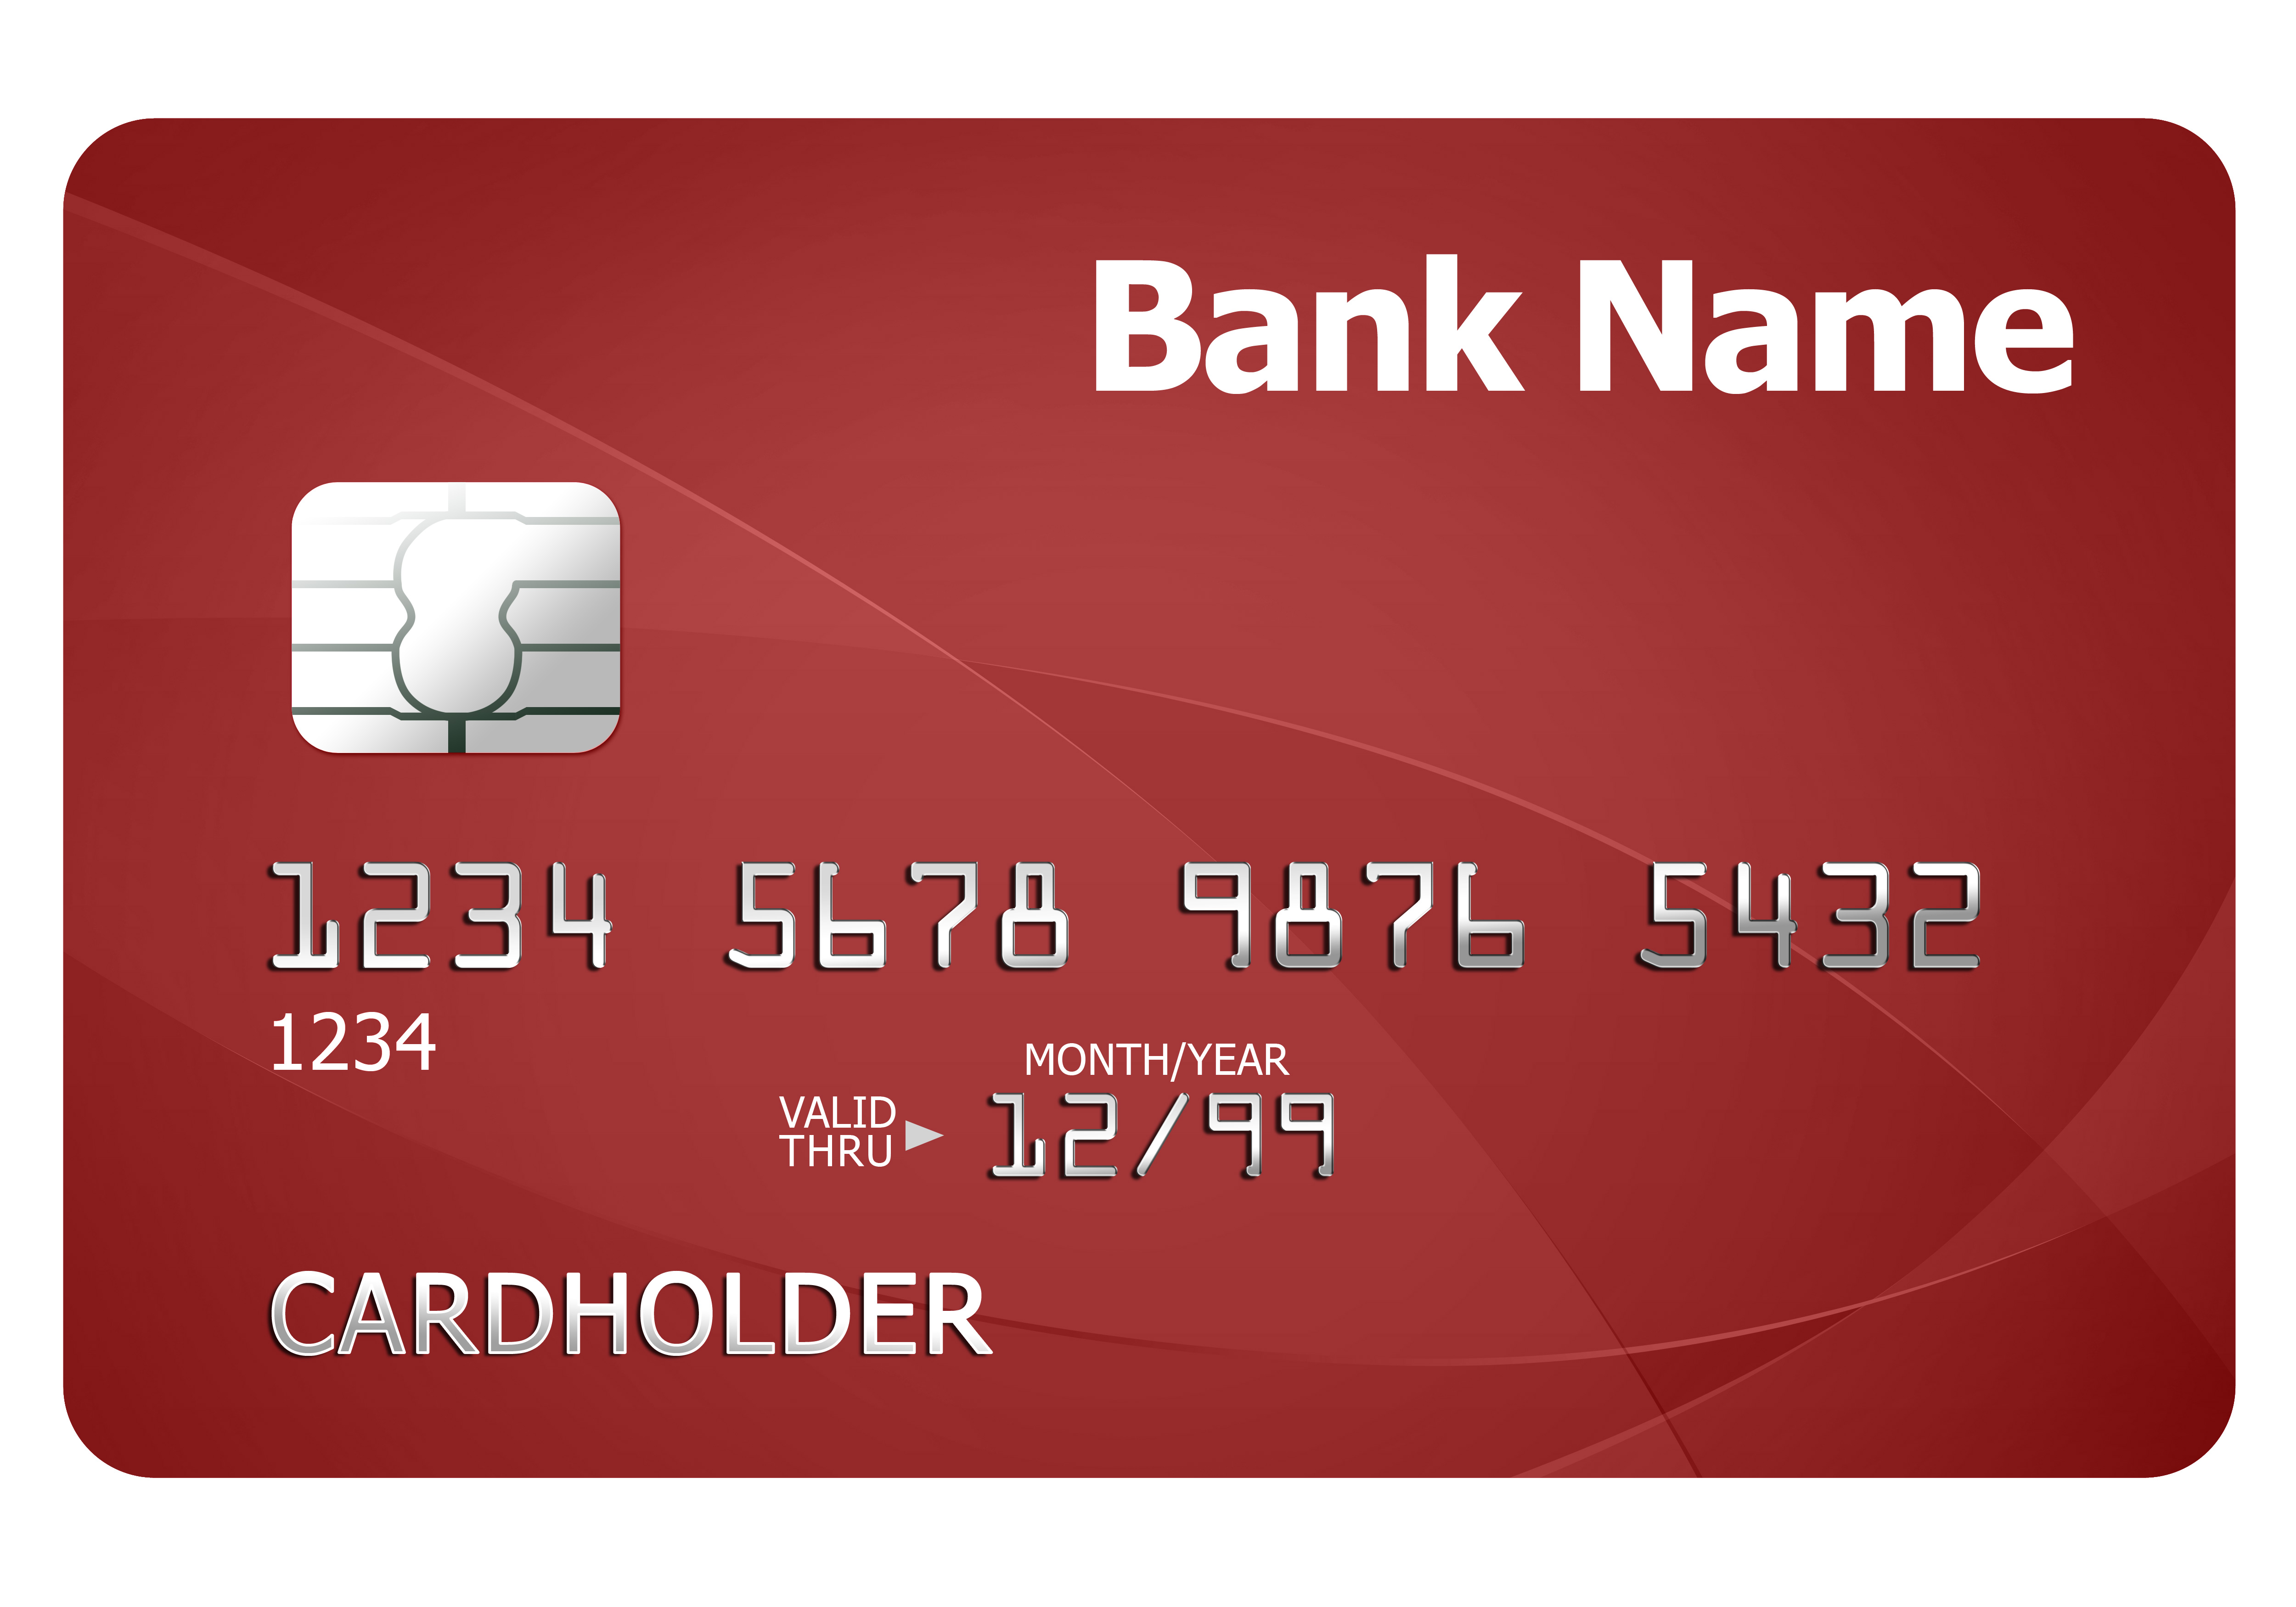 Bank Name
1234 5678 9876 5432
1234
MONTH/YEAR
VALID
THRU
12/99
CARDHOLDER